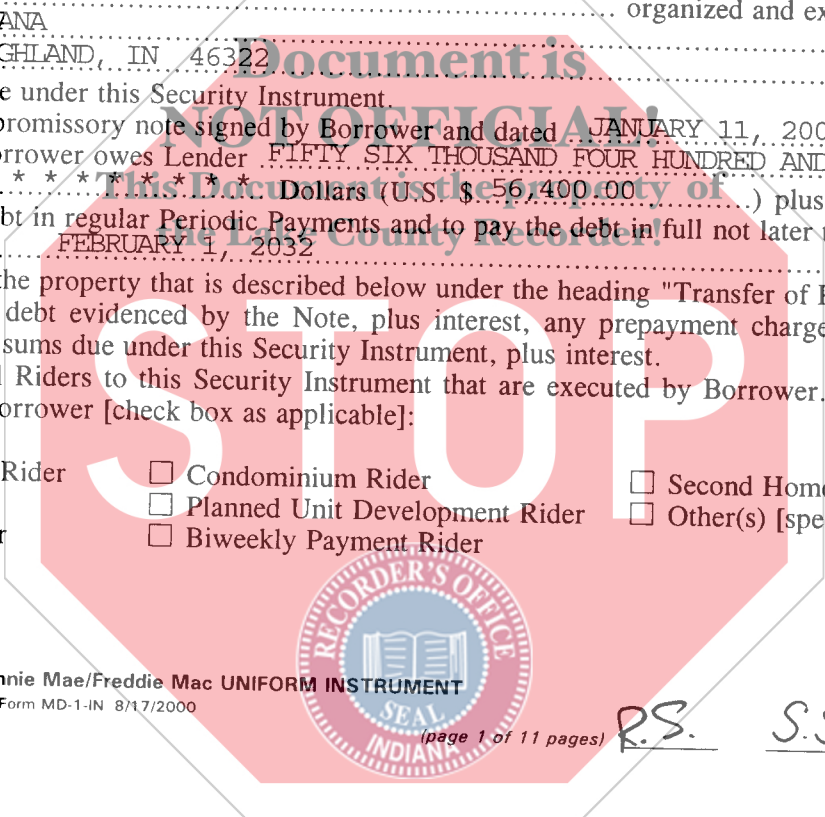 organized and ex
ANA
GHLAND, IN 46322
Document is
e under this Security Instrument.
NOT OFFICIAL!
promissory note signed by Borrower and dated JANUARY 11, 200
orrower owes Lender FIFTY SIX THOUSAND FOUR HUNDRED AND
* * * * * * * * Dollars (U.S. $ 56,400.00 ) plus
This Document is the property of
bt in regular Periodic Payments and to pay the debt in full not later
the Lake County Recorder!
FEBRUARY 1, 2032
the property that is described below under the heading "Transfer of
debt evidenced by the Note, plus interest, any prepayment charge
sums due under this Security Instrument, plus interest.
Riders to this Security Instrument that are executed by Borrower.
orrower [check box as applicable]:
STOP
Rider
☐ Condominium Rider
☐ Second Home
☐ Planned Unit Development Rider
☐ Other(s) [spe
r
☐ Biweekly Payment Rider
RECORDER'S OFFICE
SEAL
INDIANA
nnie Mae/Freddie Mac UNIFORM INSTRUMENT
Form MD-1-IN 8/17/2000
(page 1 of 11 pages)
R.S.
S.S